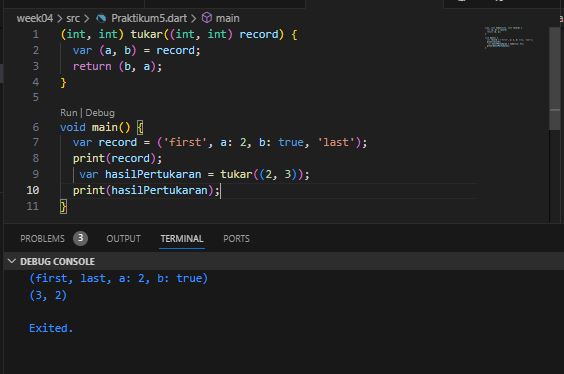 week04 > src > Praktikum5.dart > main
1 (int, int) tukar((int, int) record) {
2 var (a, b) = record;
3 return (b, a);
4 }
5
Run | Debug
6 void main() {
7 var record = ('first', a: 2, b: true, 'last');
8 print(record);
9 var hasilPertukaran = tukar((2, 3));
10 print(hasilPertukaran);
11 }
PROBLEMS 3 OUTPUT TERMINAL PORTS
DEBUG CONSOLE
(first, last, a: 2, b: true)
(3, 2)
Exited.